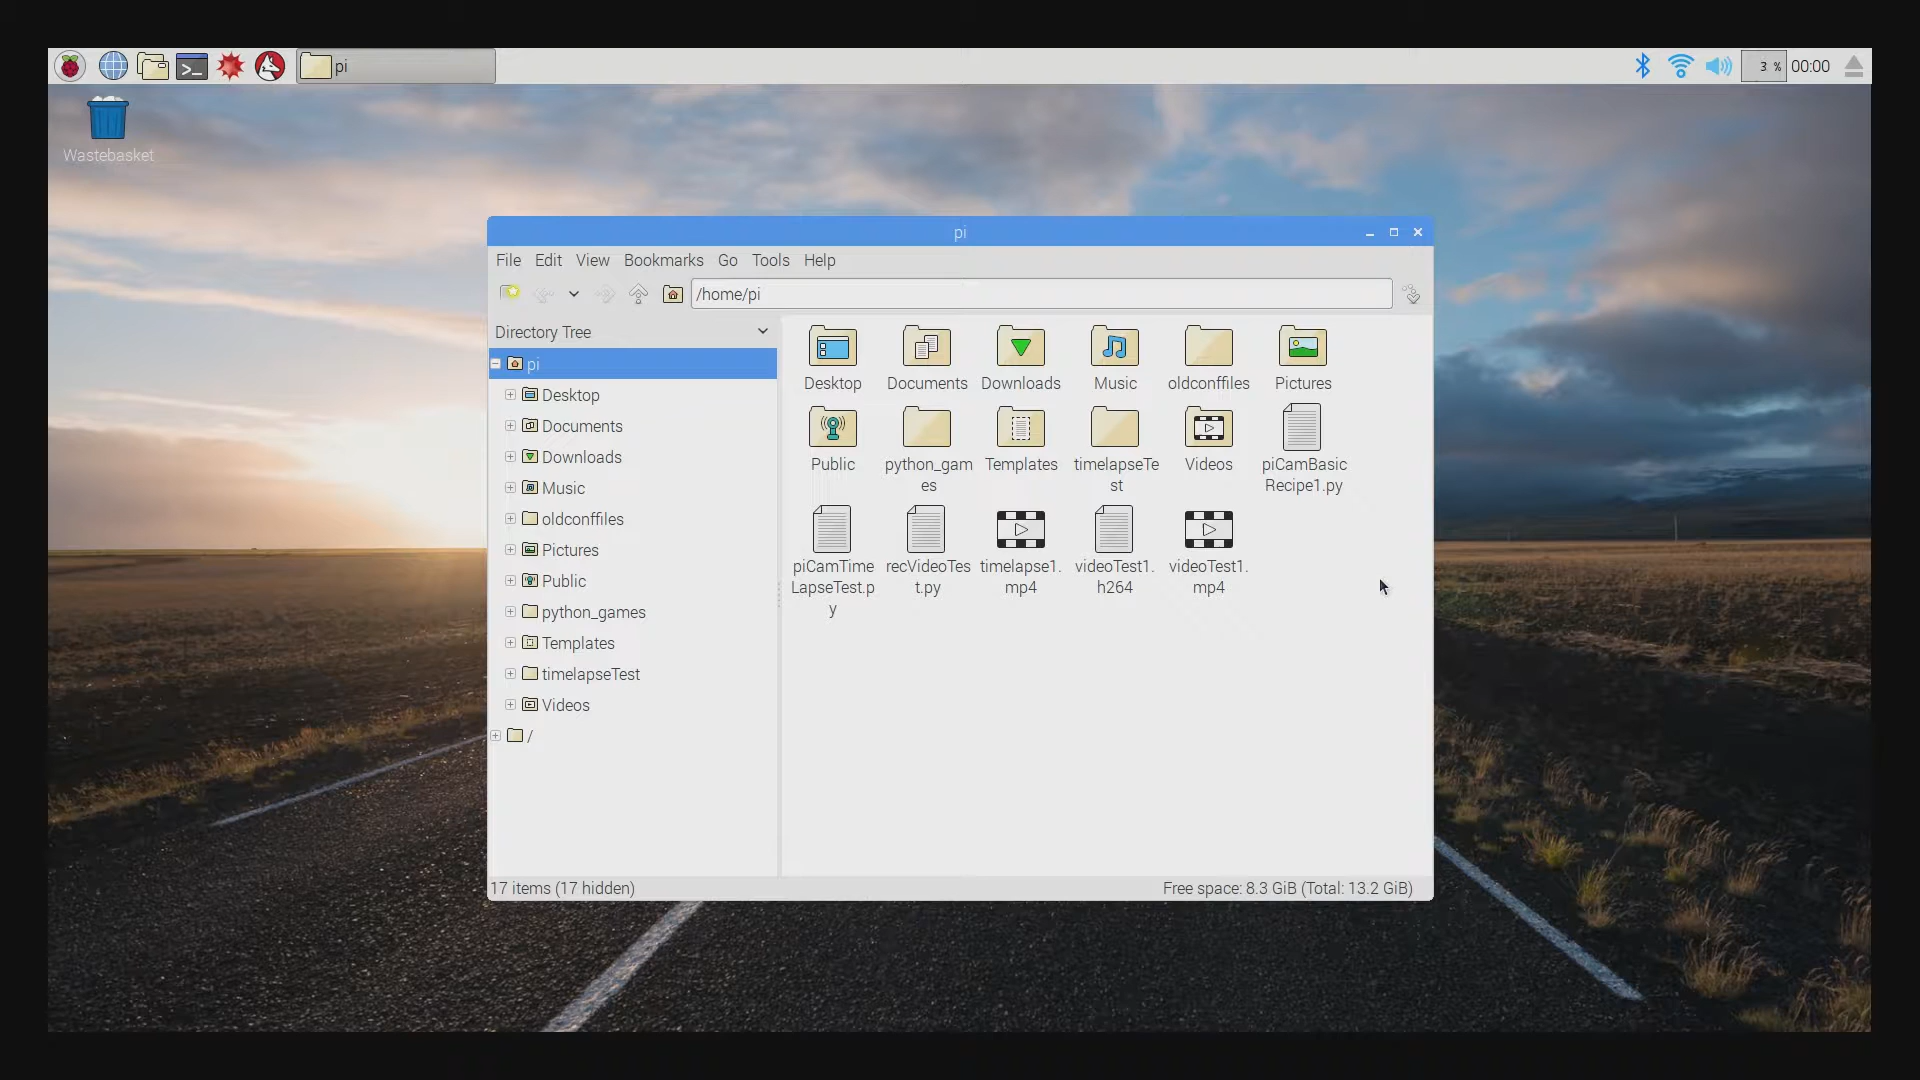 pi
3 %
00:00
Wastebasket
pi
File Edit View Bookmarks Go Tools Help
/home/pi
Directory Tree
pi
Desktop
Documents
Downloads
Music
oldconffiles
Pictures
Public
python_games
Templates
timelapseTest
Videos
/
Desktop
Documents
Downloads
Music
oldconffiles
Pictures
Public
python_gam
es
Templates
timelapseTe
st
Videos
piCamBasic
Recipe1.py
piCamTime
LapseTest.p
y
recVideoTes
t.py
timelapse1.
mp4
videoTest1.
h264
videoTest1.
mp4
17 items (17 hidden)
Free space: 8.3 GiB (Total: 13.2 GiB)